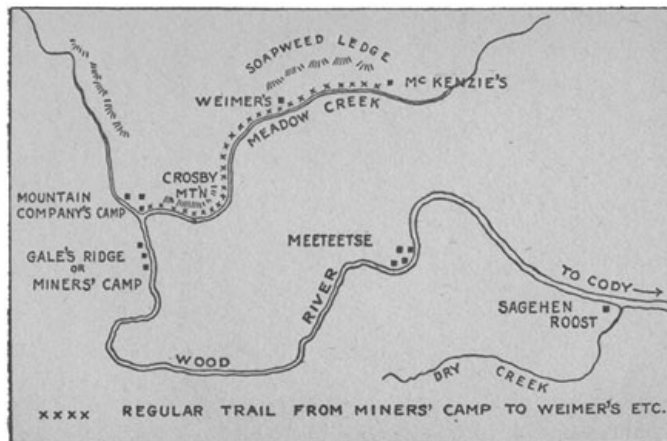 SOAPWEED LEDGE
McKENZIE'S
WEIMER'S
MEADOW CREEK
CROSBY
MT'N
MOUNTAIN
COMPANY'S CAMP
GALE'S RIDGE
OR
MINERS' CAMP
MEETEETSE
TO CODY
SAGEHEN
ROOST
WOOD RIVER
DRY CREEK
xxxx REGULAR TRAIL FROM MINERS' CAMP TO WEIMER'S ETC.